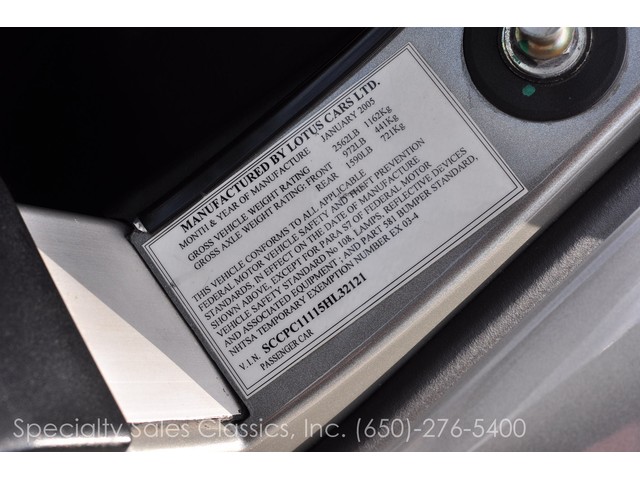 MANUFACTURED BY LOTUS CARS LTD.
MONTH & YEAR OF MANUFACTURE JANUARY 2005
GROSS VEHICLE WEIGHT RATING 2562LB 1162Kg
GROSS AXLE WEIGHT RATING: FRONT 972LB 441Kg
REAR 1590LB 721Kg
THIS VEHICLE CONFORMS TO ALL APPLICABLE
FEDERAL MOTOR VEHICLE SAFETY AND THEFT PREVENTION
STANDARDS, IN EFFECT ON THE DATE OF MANUFACTURE
SHOWN ABOVE, EXCEPT FOR PARA S7 OF FEDERAL MOTOR
VEHICLE SAFETY STANDARD No 108, LAMPS, REFLECTIVE DEVICES
AND ASSOCIATED EQUIPMENT ; AND PART 581 BUMPER STANDARD,
NHTSA TEMPORARY EXEMPTION NUMBER EX 03-4
V.I.N. SCCPC11115HL32121
PASSENGER CAR
Specialty Sales Classics, Inc. (650)-276-5400